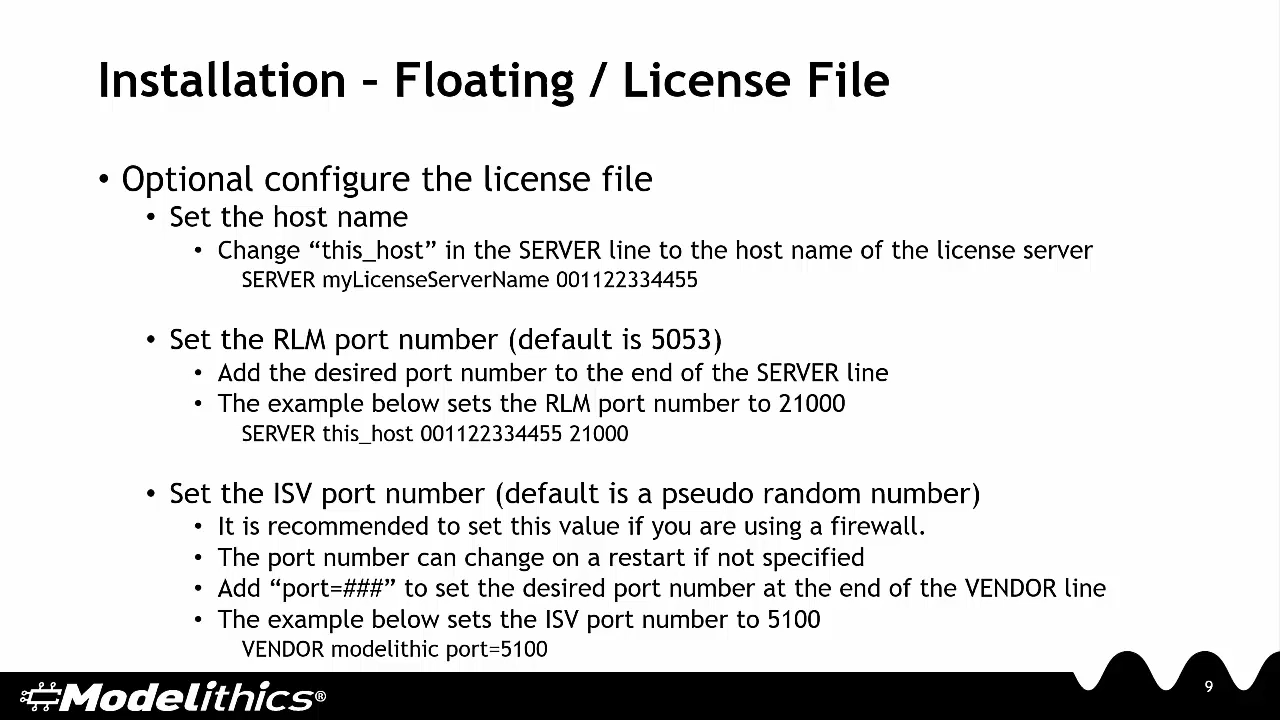 Installation – Floating / License File
• Optional configure the license file
• Set the host name
• Change “this_host” in the SERVER line to the host name of the license server
SERVER myLicenseServerName 001122334455
• Set the RLM port number (default is 5053)
• Add the desired port number to the end of the SERVER line
• The example below sets the RLM port number to 21000
SERVER this_host 001122334455 21000
• Set the ISV port number (default is a pseudo random number)
• It is recommended to set this value if you are using a firewall.
• The port number can change on a restart if not specified
• Add “port=###” to set the desired port number at the end of the VENDOR line
• The example below sets the ISV port number to 5100
VENDOR modelithic port=5100
Modelithics®
9